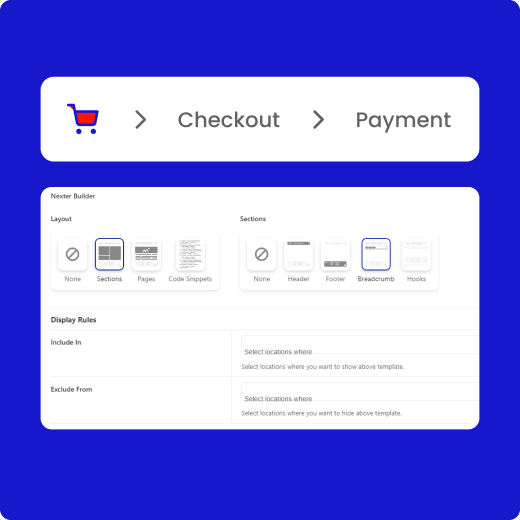 Checkout Payment
Nexter Builder
Layout Sections
None Sections Pages Code Snippets None Header Footer Breadcrumb Hooks
Display Rules
Include In
Select locations where
Select locations where you want to show above template.
Exclude From
Select locations where
Select locations where you want to hide above template.